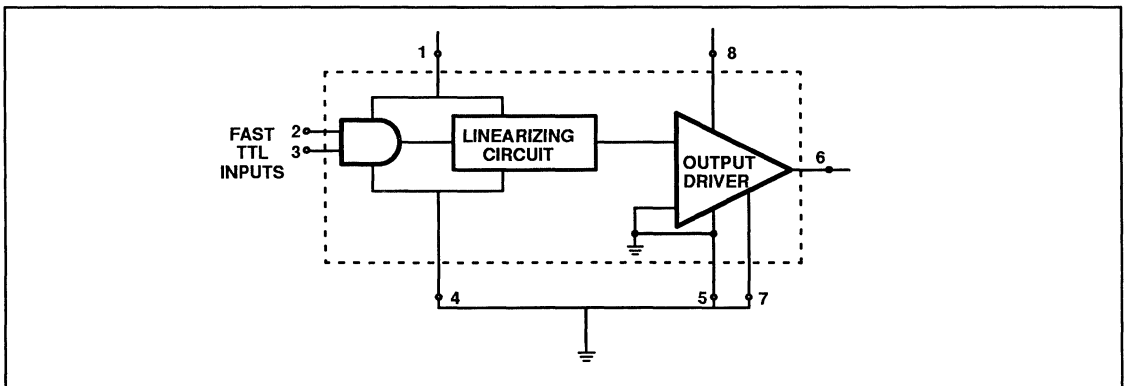 1
8
FAST
TTL
INPUTS
2
3
LINEARIZING
CIRCUIT
OUTPUT
DRIVER
6
4
5
7